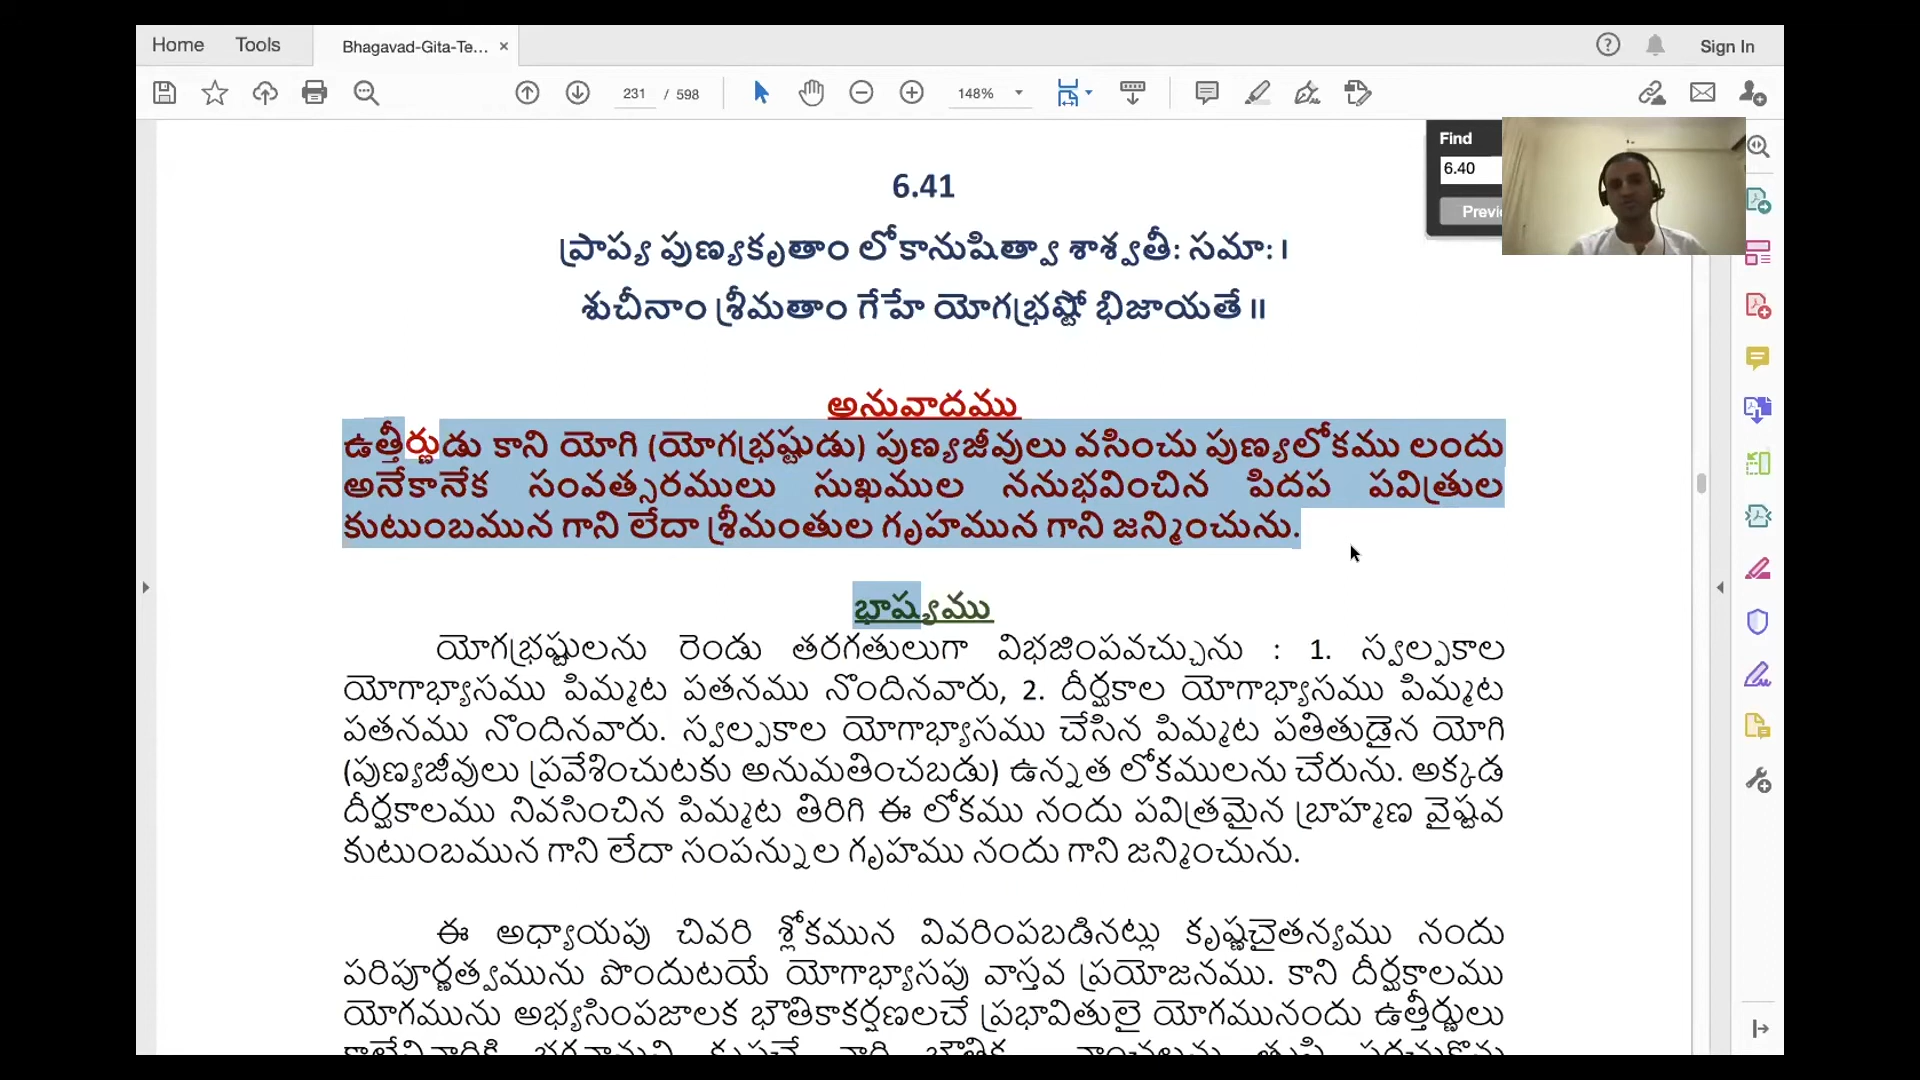 Home Tools Bhagavad-Gita-Te... × Sign In
231 / 598 148%
Find
6.40
Previ
6.41
ప్రాప్య పుణ్యకృతాం లోకానుషిత్వా శాశ్వతీః సమాః ।
శుచీనాం శ్రీమతాం గేహే యోగభ్రష్టో భిజాయతే ॥
అనువాదము
ఉత్తీర్ణుడు కాని యోగి (యోగభ్రష్టుడు) పుణ్యజీవులు వసించు పుణ్యలోకము లందు
అనేకానేక సంవత్సరములు సుఖముల ననుభవించిన పిదప పవిత్రుల
కుటుంబమున గాని లేదా శ్రీమంతుల గృహమున గాని జన్మించును.
భాష్యము
యోగభ్రష్టులను రెండు తరగతులుగా విభజింపవచ్చును : 1. స్వల్పకాల
యోగాభ్యాసము పిమ్మట పతనము నొందినవారు, 2. దీర్ఘకాల యోగాభ్యాసము పిమ్మట
పతనము నొందినవారు. స్వల్పకాల యోగాభ్యాసము చేసిన పిమ్మట పతితుడైన యోగి
(పుణ్యజీవులు ప్రవేశించుటకు అనుమతించబడు) ఉన్నత లోకములను చేరును. అక్కడ
దీర్ఘకాలము నివసించిన పిమ్మట తిరిగి ఈ లోకము నందు పవిత్రమైన బ్రాహ్మణ వైష్ణవ
కుటుంబమున గాని లేదా సంపన్నుల గృహము నందు గాని జన్మించును.
ఈ అధ్యాయపు చివరి శ్లోకమున వివరింపబడినట్లు కృష్ణచైతన్యము నందు
పరిపూర్ణత్వమును పొందుటయే యోగాభ్యాసపు వాస్తవ ప్రయోజనము. కాని దీర్ఘకాలము
యోగమును అభ్యసింపజాలక భౌతికాకర్షణలచే ప్రభావితులై యోగమునందు ఉత్తీర్ణులు